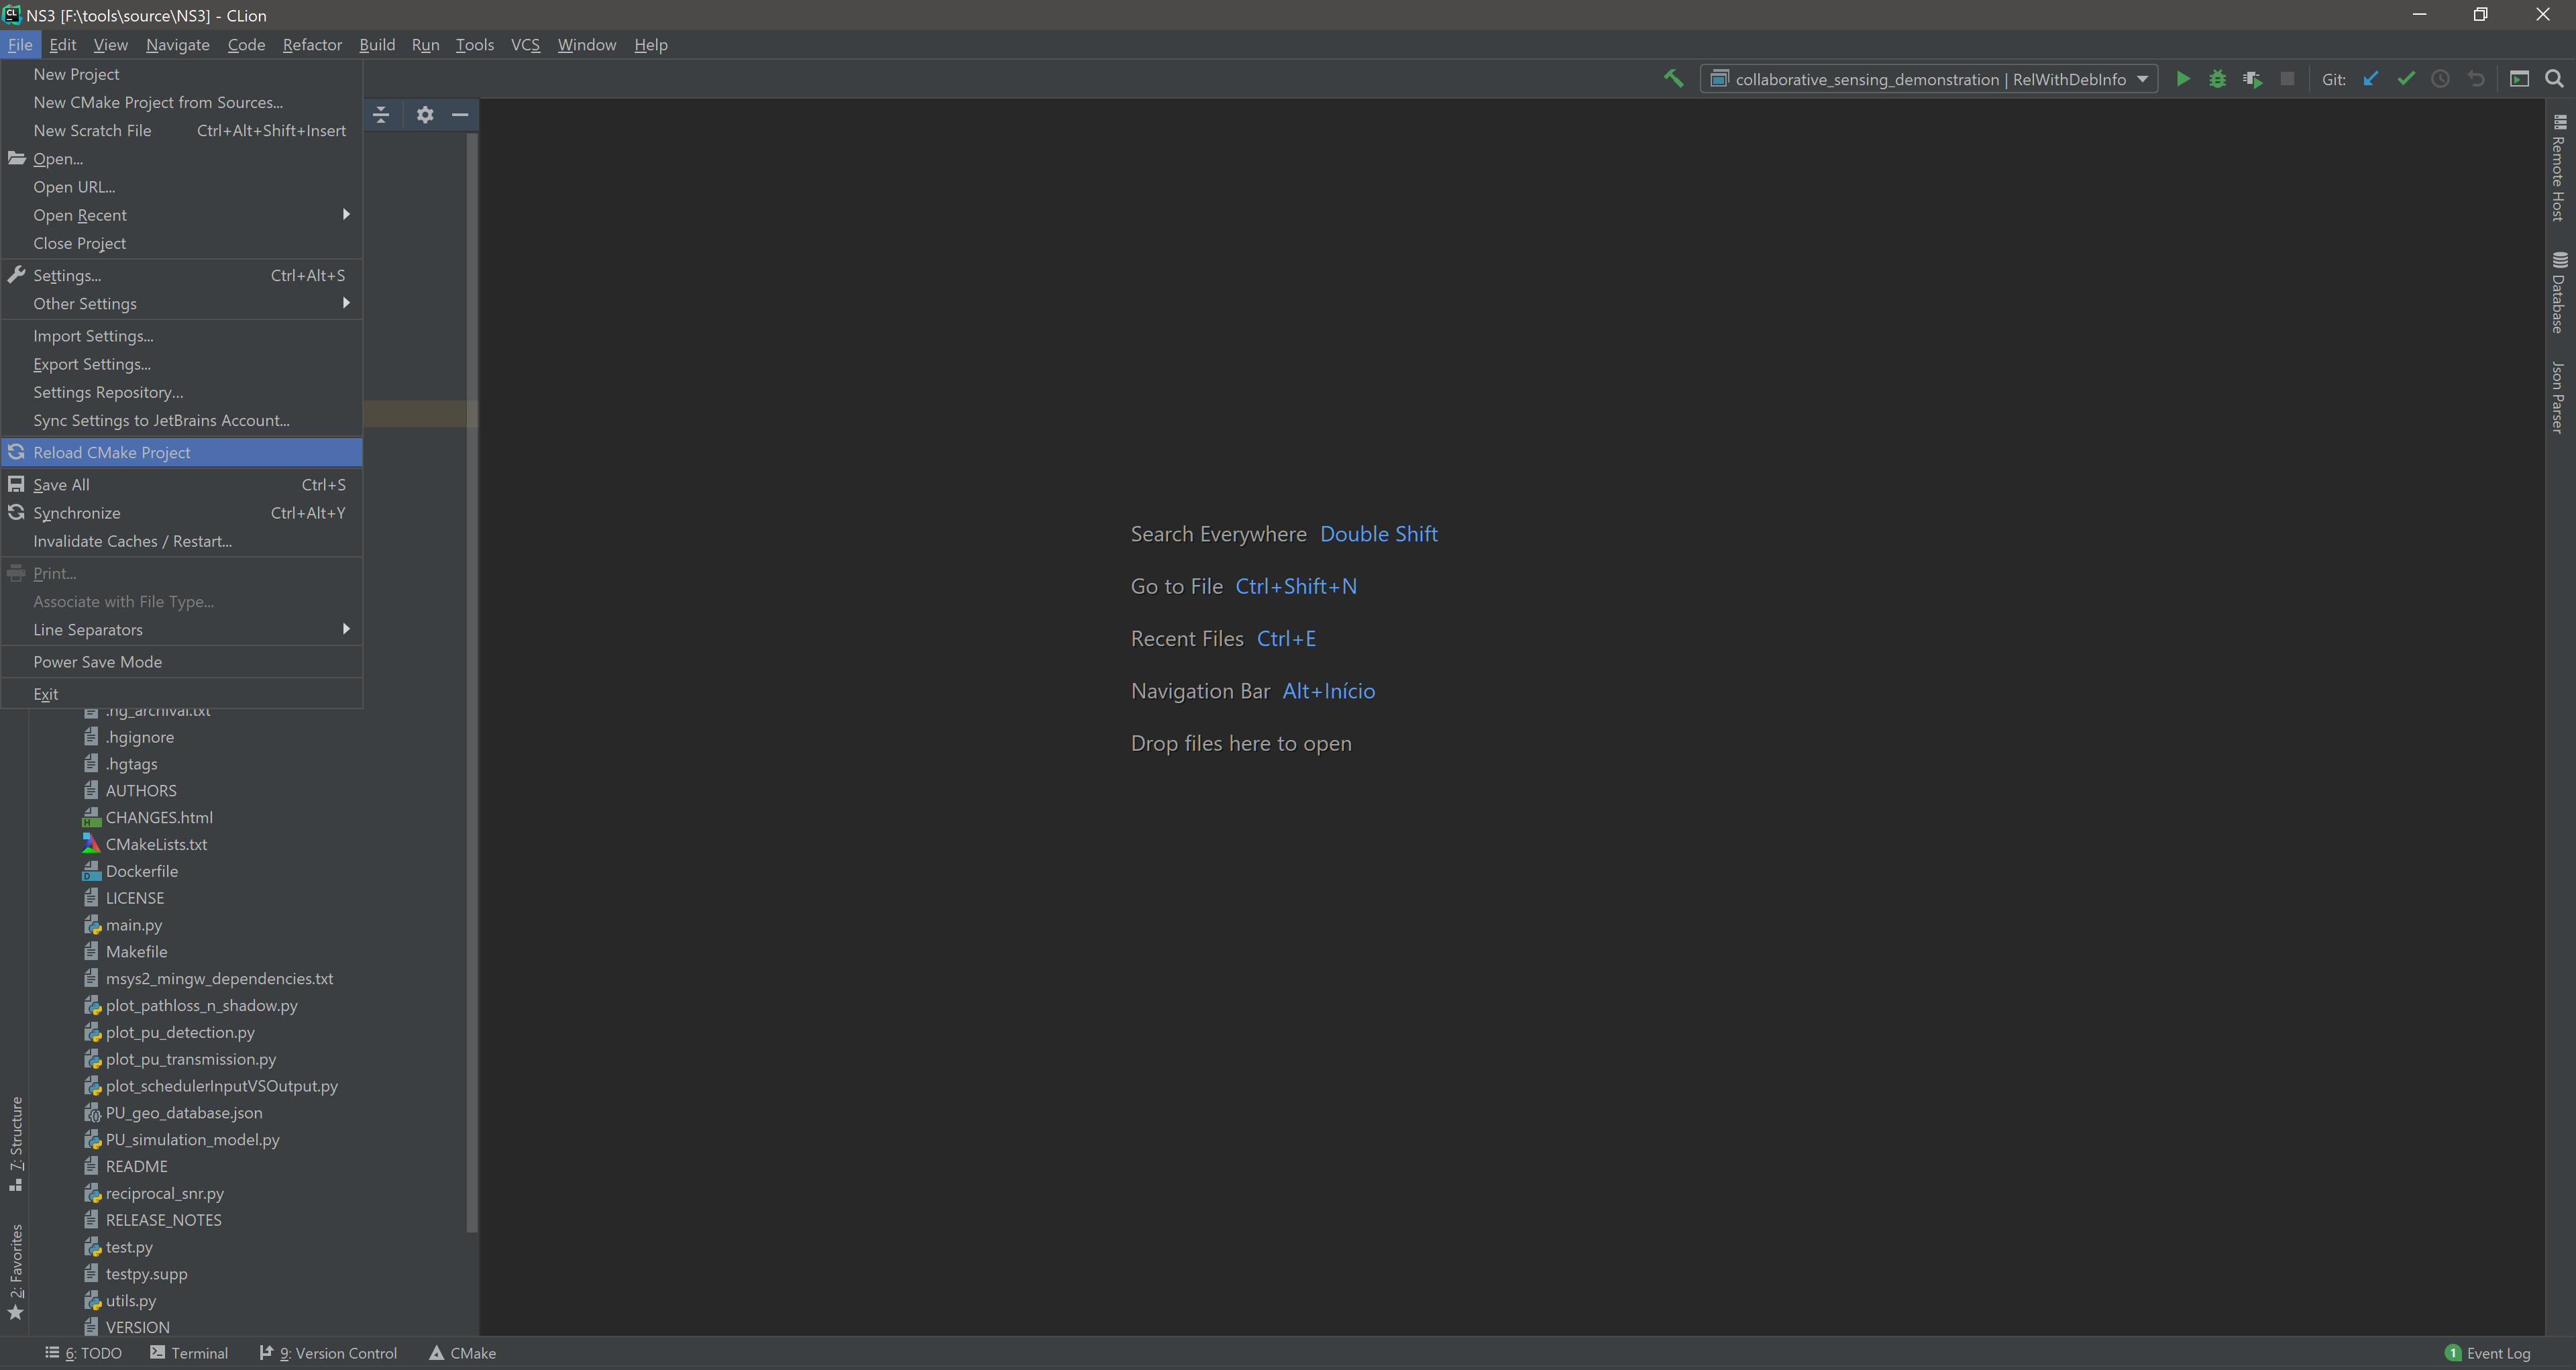 NS3 [F:\tools\source\NS3] - CLion
File Edit View Navigate Code Refactor Build Run Tools VCS Window Help
collaborative_sensing_demonstration | RelWithDebInfo
Git:
New Project
New CMake Project from Sources...
New Scratch File Ctrl+Alt+Shift+Insert
Open...
Open URL...
Open Recent
Close Project
Settings... Ctrl+Alt+S
Other Settings
Import Settings...
Export Settings...
Settings Repository...
Sync Settings to JetBrains Account...
Reload CMake Project
Save All Ctrl+S
Synchronize Ctrl+Alt+Y
Invalidate Caches / Restart...
Print...
Associate with File Type...
Line Separators
Power Save Mode
Exit
.hg_archival.txt
.hgignore
.hgtags
AUTHORS
CHANGES.html
CMakeLists.txt
Dockerfile
LICENSE
main.py
Makefile
msys2_mingw_dependencies.txt
plot_pathloss_n_shadow.py
plot_pu_detection.py
plot_pu_transmission.py
plot_schedulerInputVSOutput.py
PU_geo_database.json
PU_simulation_model.py
README
reciprocal_snr.py
RELEASE_NOTES
test.py
testpy.supp
utils.py
VERSION
7: Structure
2: Favorites
Search Everywhere Double Shift
Go to File Ctrl+Shift+N
Recent Files Ctrl+E
Navigation Bar Alt+Início
Drop files here to open
Remote Host
Database
Json Parser
6: TODO Terminal 9: Version Control CMake
1 Event Log